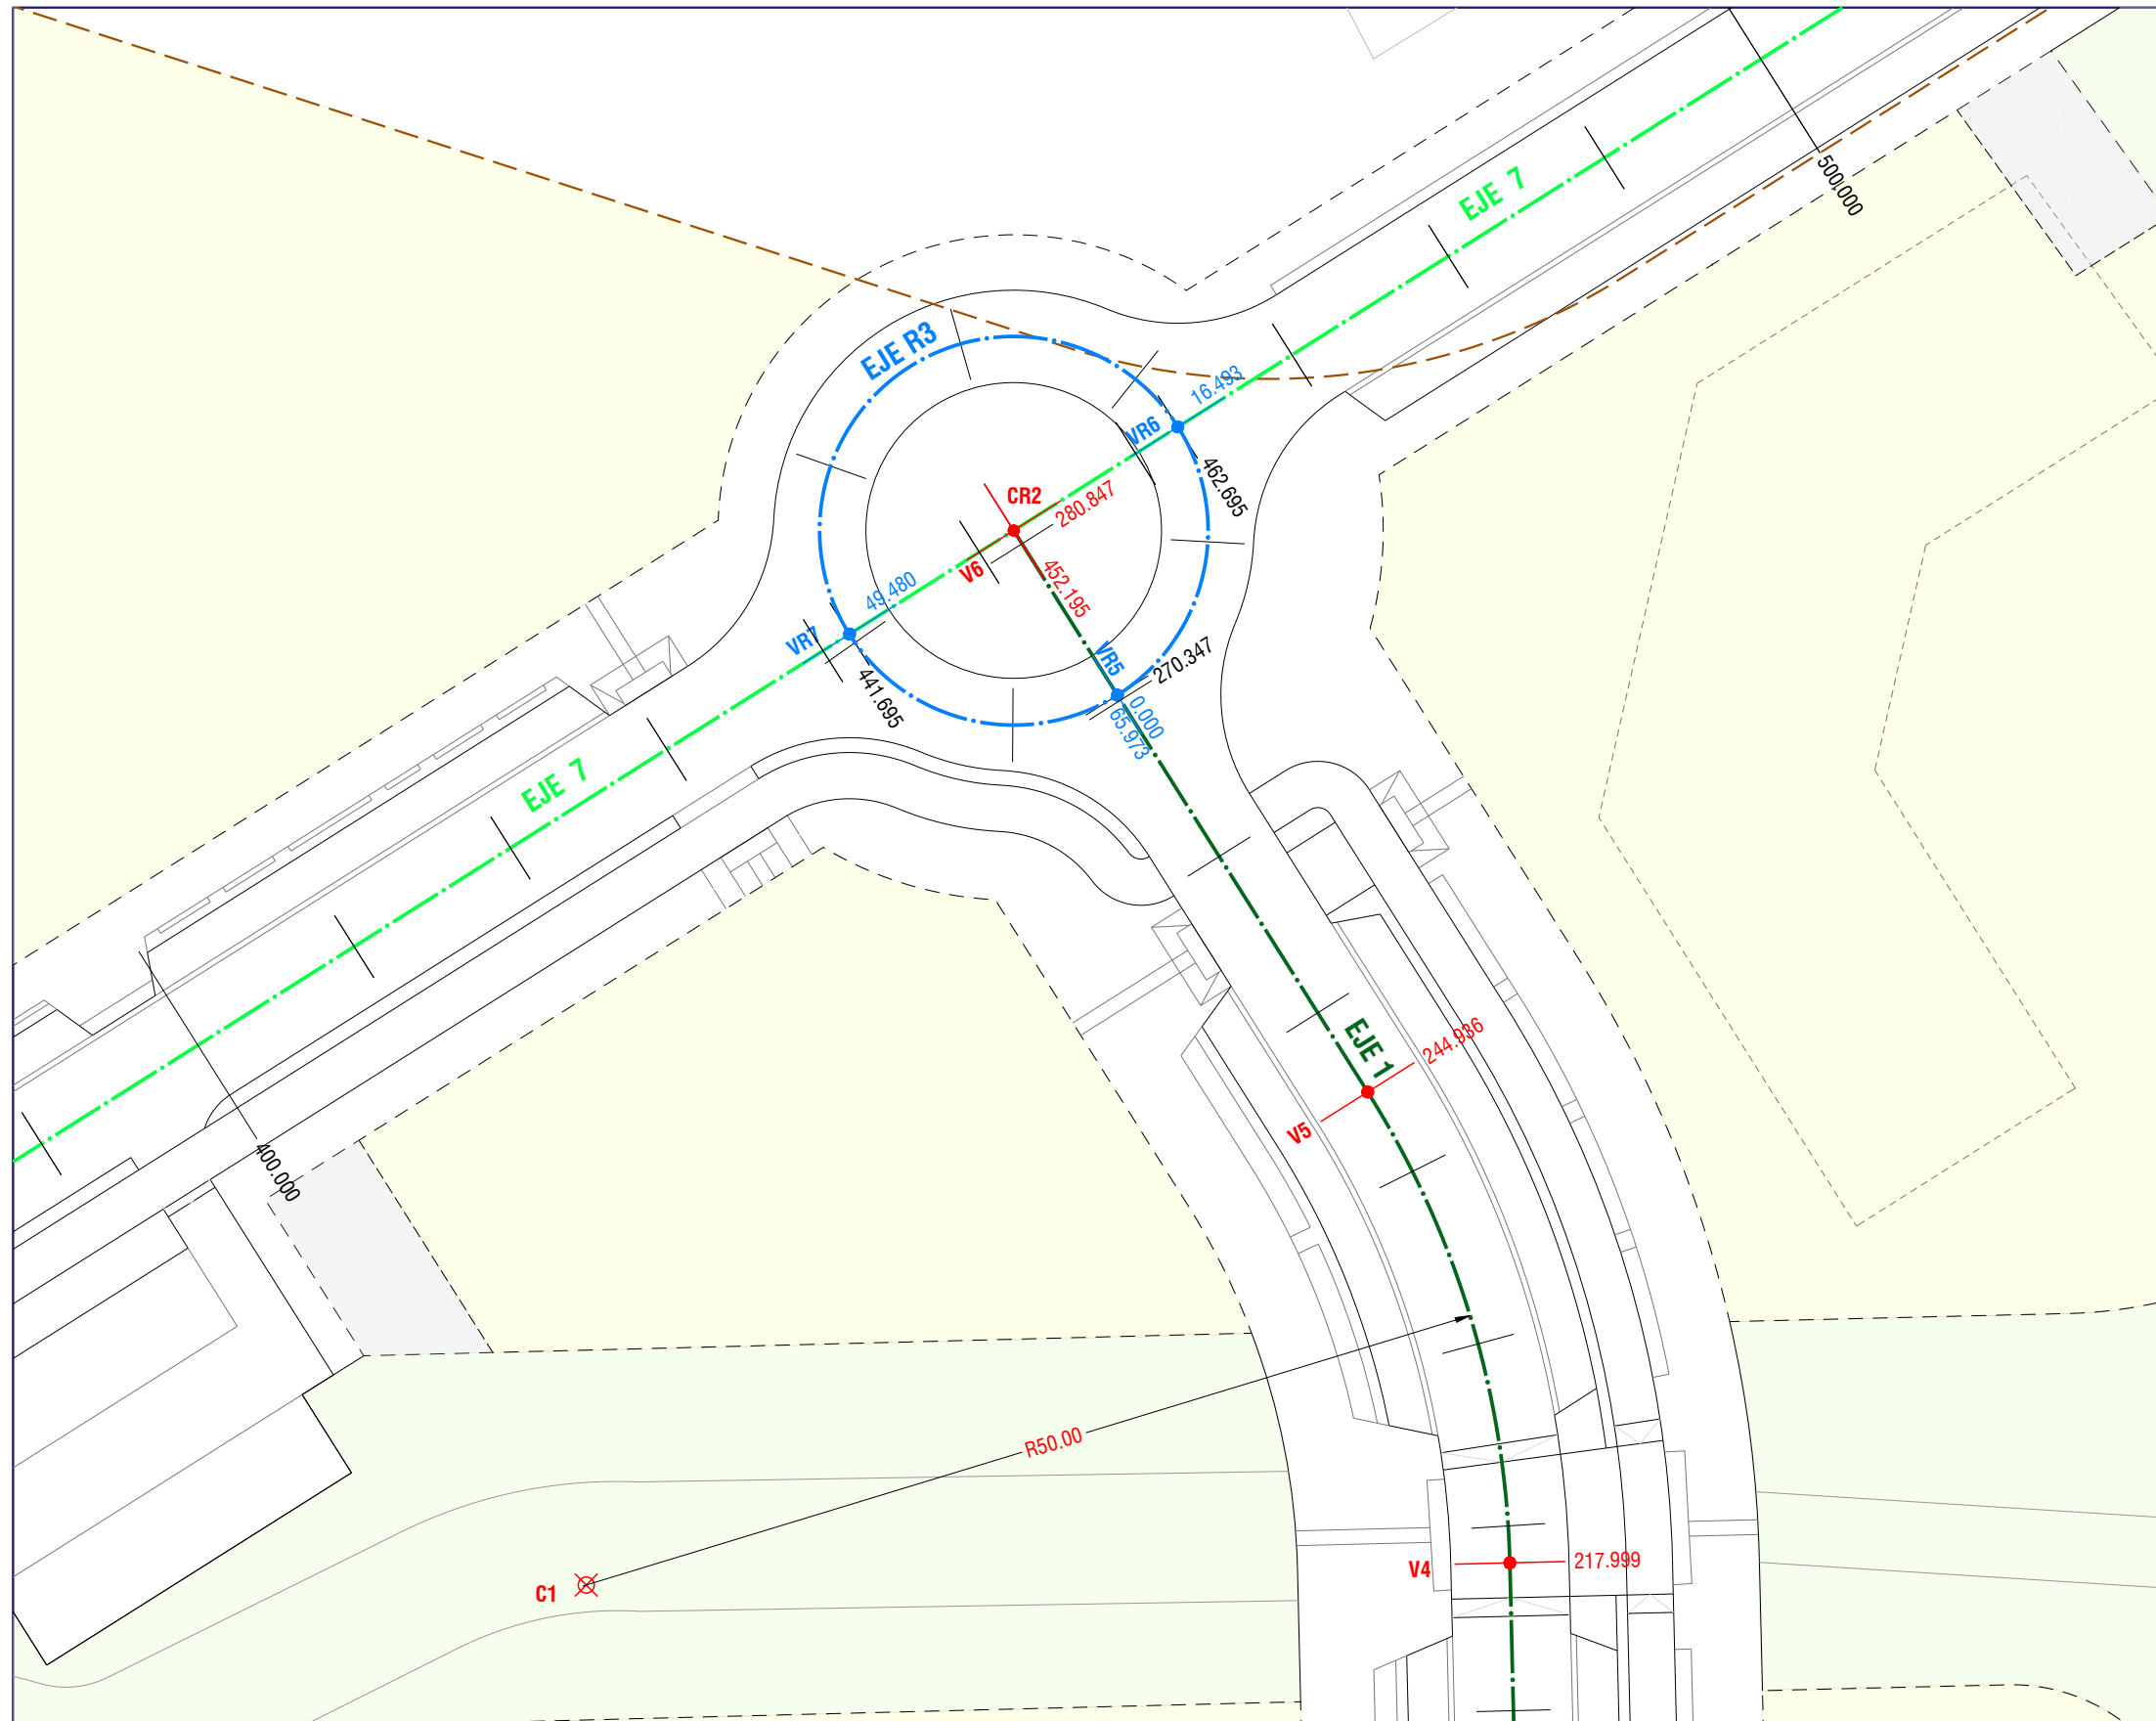 EJE 7
500.000
EJE R3
16.493
VR6
462.695
CR2
280.847
V6
452.195
49.480
VR7
441.695
VR5
270.347
0.000
65.973
EJE 7
EJE 1
244.936
V5
400.000
R50.00
C1
V4
217.999